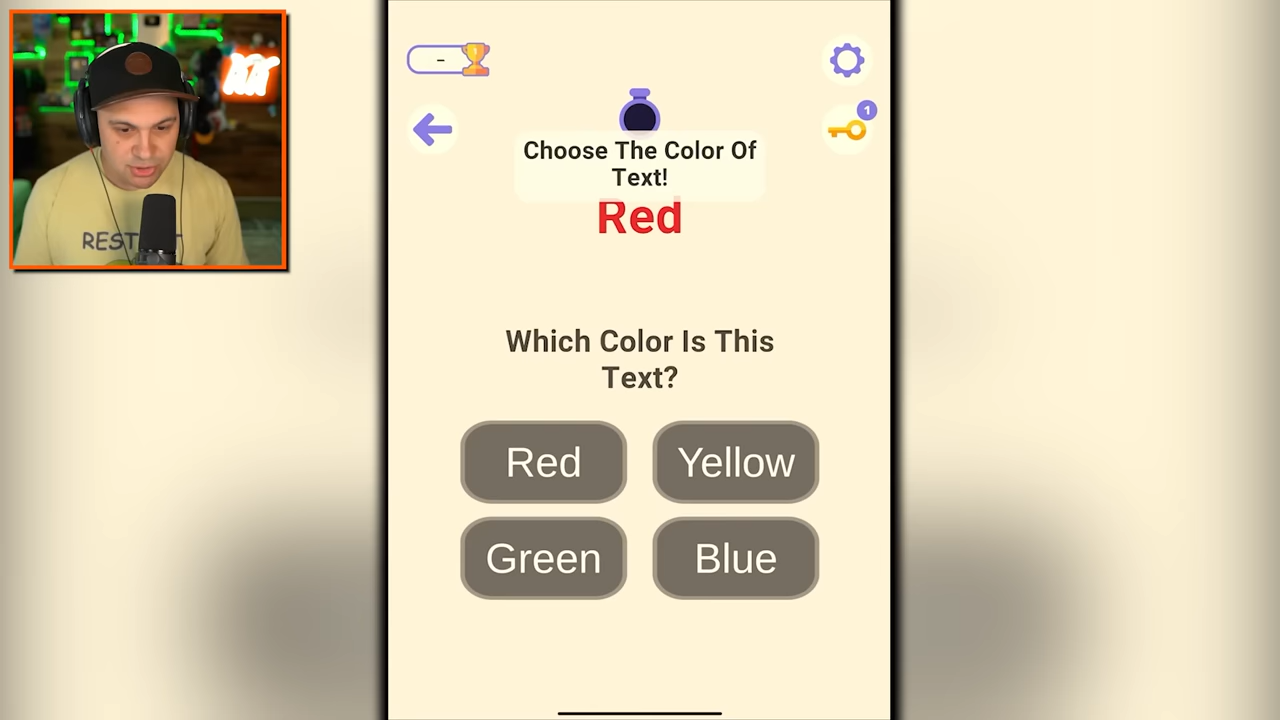 -
1
Choose The Color Of
Text!
Red
Which Color Is This
Text?
Red
Yellow
Green
Blue